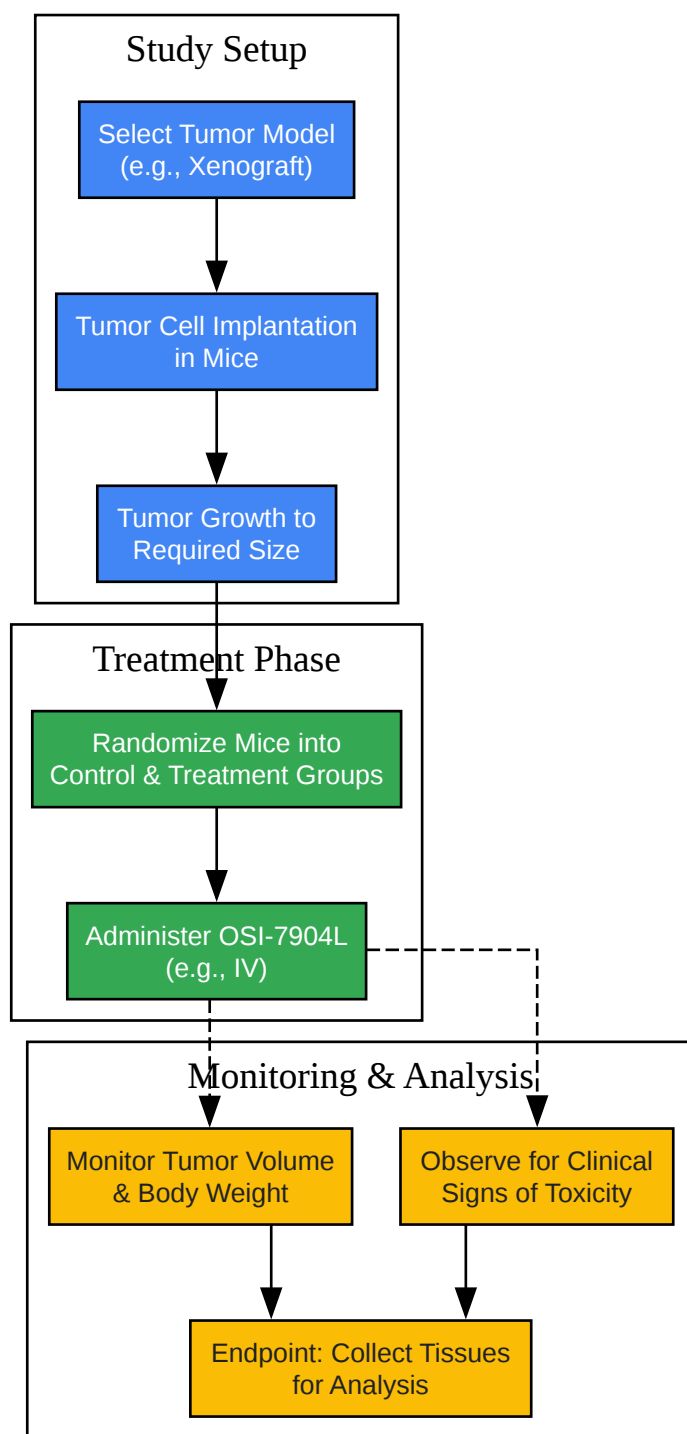 Study Setup
Select Tumor Model
(e.g., Xenograft)
Tumor Cell Implantation
in Mice
Tumor Growth to
Required Size
Treatment Phase
Randomize Mice into
Control & Treatment Groups
Administer OSI-7904L
(e.g., IV)
Monitoring & Analysis
Monitor Tumor Volume
& Body Weight
Observe for Clinical
Signs of Toxicity
Endpoint: Collect Tissues
for Analysis